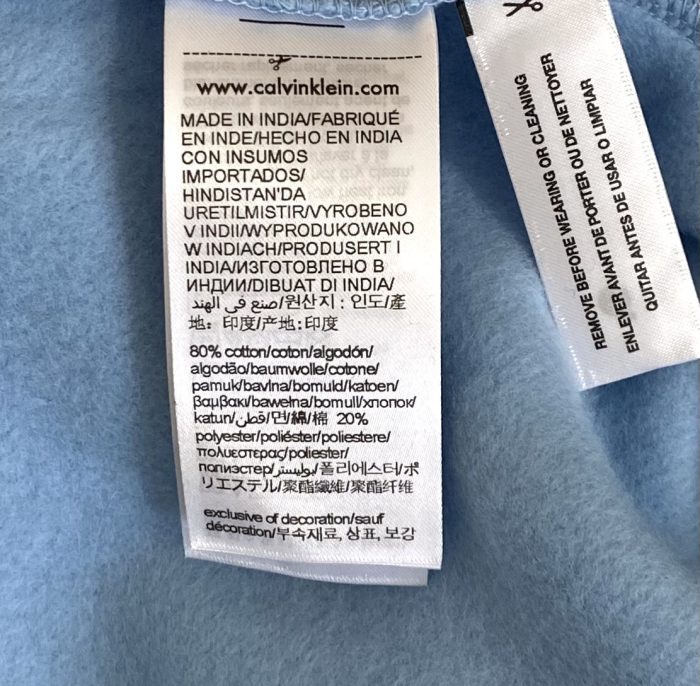 www.calvinklein.com
MADE IN INDIA/FABRIQUÉ
EN INDE/HECHO EN INDIA
CON INSUMOS
IMPORTADOS/
HINDISTAN'DA
URETILMISTIR/VYROBENO
V INDII/WYPRODUKOWANO
W INDIACH/PRODUSERT I
INDIA/ИЗГОТОВЛЕНО В
ИНДИИ/DIBUAT DI INDIA/
صنع في الهند/원산지 : 인도/產
地: 印度/产地:印度
80% cotton/coton/algodón/
algodão/baumwolle/cotone/
pamuk/bavlna/bomuld/katoen/
βαμβακι/bawełna/bomull/хлопок/
katun/قطن/면/綿/棉 20%
polyester/poliéster/poliestere/
πολυεστερας/poliester/
полиэстер/بوليستر/폴리에스터/ポ
リエステル/聚酯纖維/聚酯纤维
exclusive of decoration/sauf
décoration/부속재료, 상표, 보강
REMOVE BEFORE WEARING OR CLEANING
ENLEVER AVANT DE PORTER OU DE NETTOYER
QUITAR ANTES DE USAR O LIMPIAR